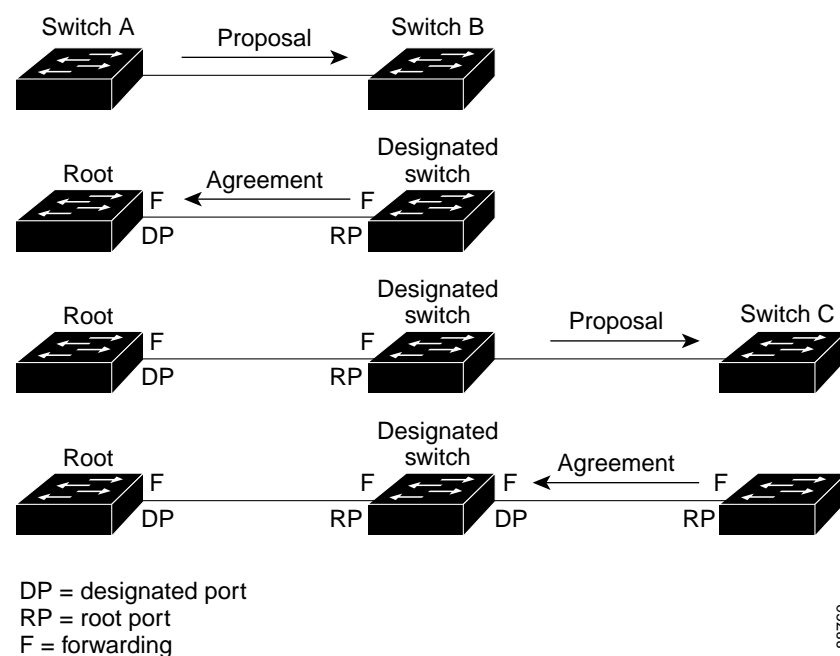 Switch A
Proposal
Switch B
Root
F
Agreement
F
Designated
switch
DP
RP
Root
F
F
Designated
switch
Proposal
Switch C
DP
RP
Root
F
F
Designated
switch
F
Agreement
F
DP
RP
DP
RP
DP = designated port
RP = root port
F = forwarding